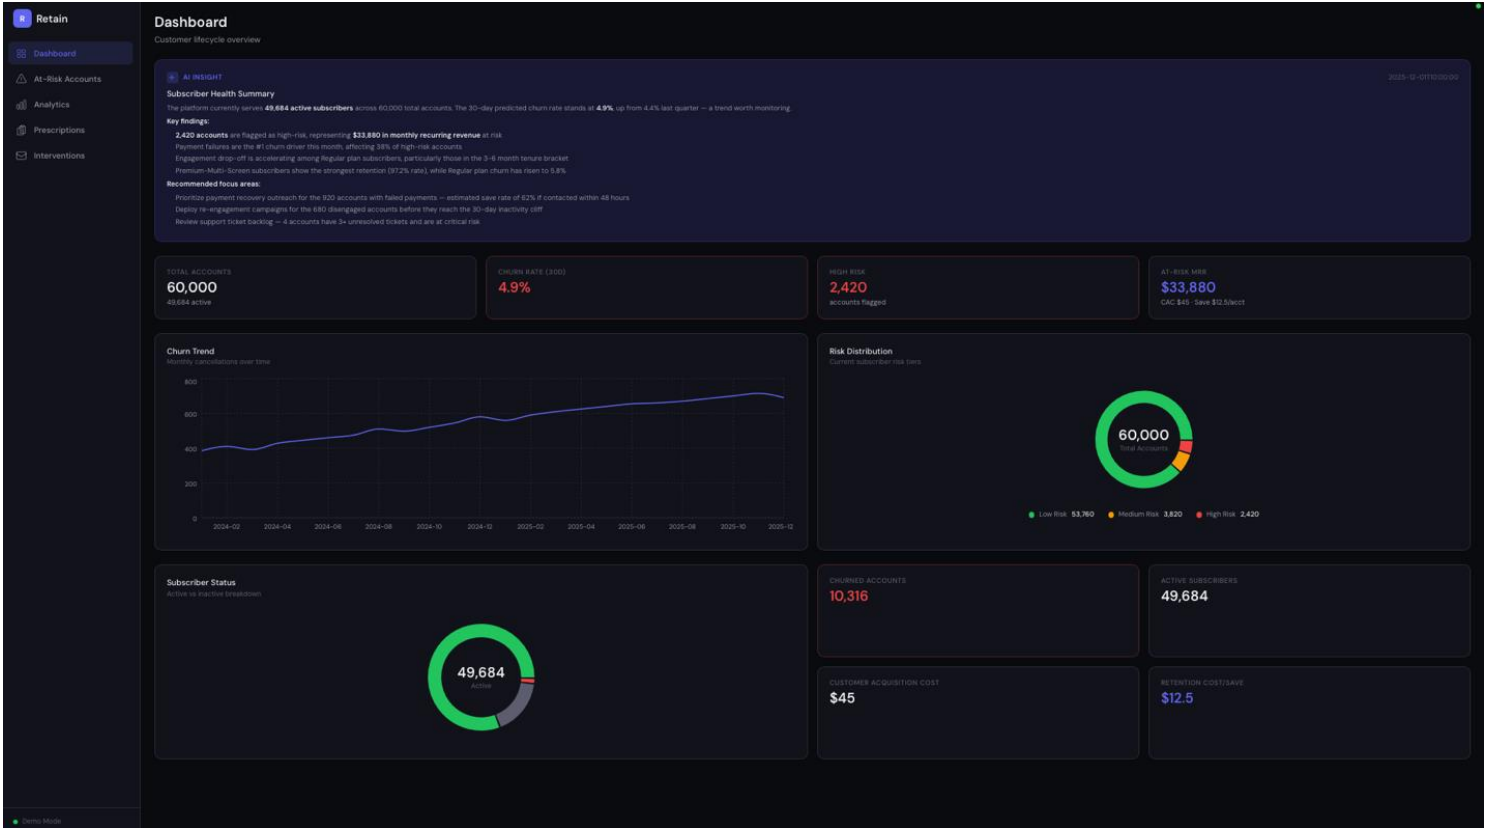 R Retain
Dashboard
At-Risk Accounts
Analytics
Prescriptions
Interventions
Demo Mode
Dashboard
Customer lifecycle overview
AI INSIGHT
Subscriber Health Summary
The platform currently serves 49,684 active subscribers across 60,000 total accounts. The 30-day predicted churn rate stands at 4.9%, up from 4.4% last quarter — a trend worth monitoring.
Key findings:
2,420 accounts are flagged as high-risk, representing $33,880 in monthly recurring revenue at risk
Payment failures are the #1 churn driver this month, affecting 38% of high-risk accounts
Engagement drop-off is accelerating among Regular plan subscribers, particularly those in the 3-6 month tenure bracket
Premium-Multi-Screen subscribers show the strongest retention (97.2% rate), while Regular plan churn has risen to 5.8%
Recommended focus areas:
Prioritize payment recovery outreach for the 920 accounts with failed payments — estimated save rate of 62% if contacted within 48 hours
Deploy re-engagement campaigns for the 680 disengaged accounts before they reach the 30-day inactivity cliff
Review support ticket backlog — 4 accounts have 3+ unresolved tickets and are at critical risk
TOTAL ACCOUNTS
60,000
49,684 active
CHURN RATE (30D)
4.9%
HIGH RISK
2,420
accounts flagged
AT-RISK MRR
$33,880
CAC $45 · Save $12.5/acct
Churn Trend
Monthly cancellations over time
800
600
400
200
0
2024-02 2024-04 2024-06 2024-08 2024-10 2024-12 2025-02 2025-04 2025-06 2025-08 2025-10 2025-12
Risk Distribution
Current subscriber risk tiers
60,000
Total Accounts
Low Risk 53,760 Medium Risk 3,820 High Risk 2,420
Subscriber Status
Active vs inactive breakdown
49,684
Active
CHURNED ACCOUNTS
10,316
ACTIVE SUBSCRIBERS
49,684
CUSTOMER ACQUISITION COST
$45
RETENTION COST/SAVE
$12.5